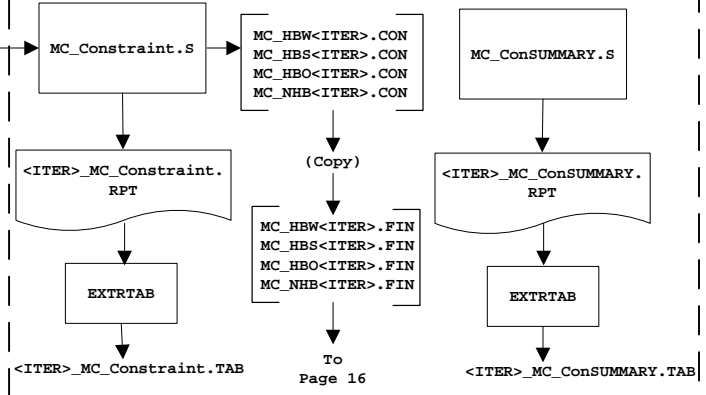 MC_Constraint.S
MC_HBW<ITER>.CON
MC_HBS<ITER>.CON
MC_HBO<ITER>.CON
MC_NHB<ITER>.CON
MC_ConSUMMARY.S
<ITER>_MC_Constraint.
RPT
(Copy)
<ITER>_MC_ConSUMMARY.
RPT
MC_HBW<ITER>.FIN
MC_HBS<ITER>.FIN
MC_HBO<ITER>.FIN
MC_NHB<ITER>.FIN
EXTRTAB
EXTRTAB
<ITER>_MC_Constraint.TAB
To
Page 16
<ITER>_MC_ConSUMMARY.TAB